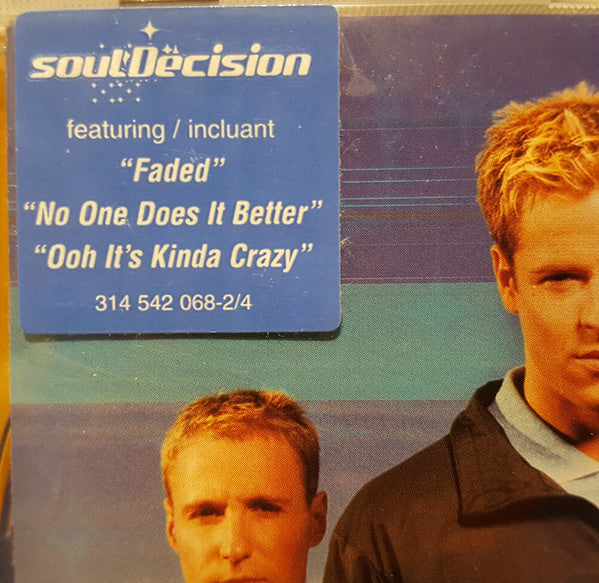 soulDecision
featuring / incluant
“Faded”
“No One Does It Better”
“Ooh It's Kinda Crazy”
314 542 068-2/4